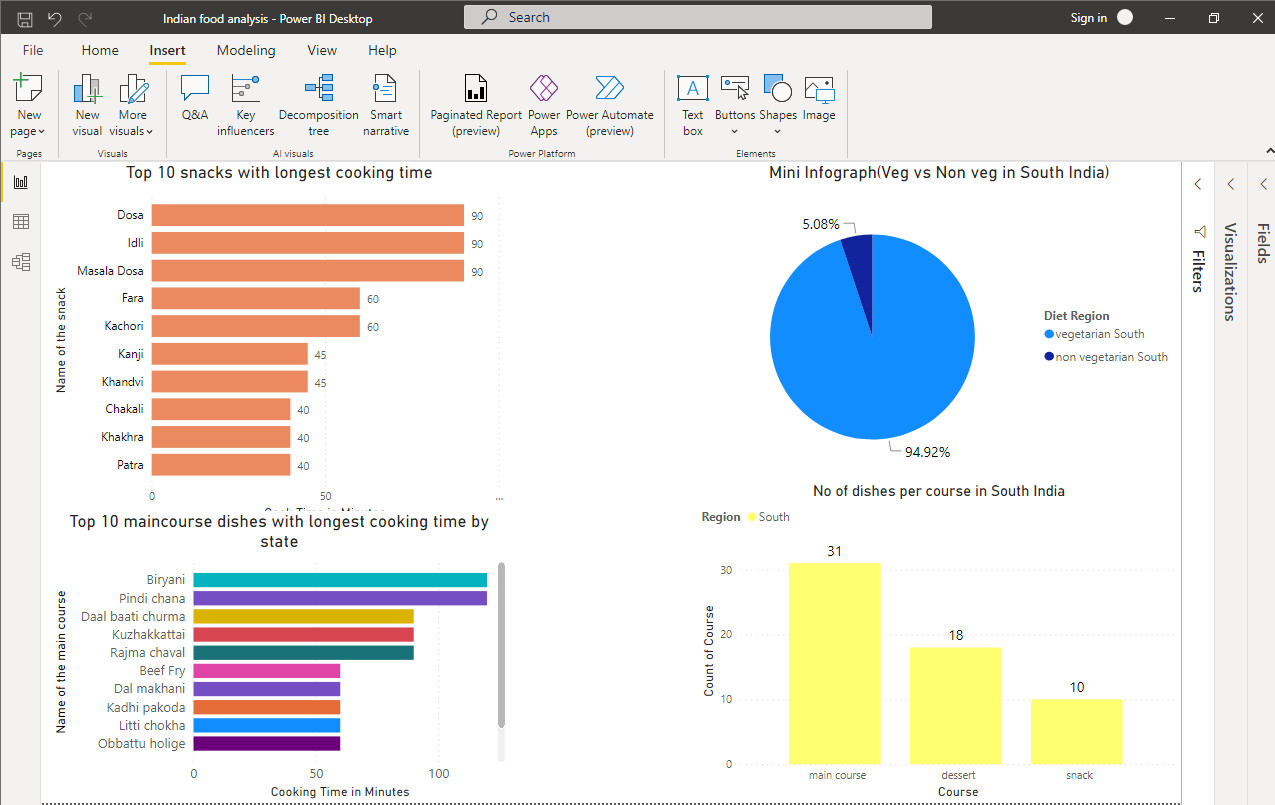 Indian food analysis - Power BI Desktop
Search
Sign in
File Home Insert Modeling View Help
New page
New visual
More visuals
Q&A
Key influencers
Decomposition tree
Smart narrative
Paginated Report (preview)
Power Apps
Power Automate (preview)
Text box
Buttons
Shapes
Image
Pages
Visuals
AI visuals
Power Platform
Elements
Top 10 snacks with longest cooking time
Name of the snack
Dosa 90
Idli 90
Masala Dosa 90
Fara 60
Kachori 60
Kanji 45
Khandvi 45
Chakali 40
Khakhra 40
Patra 40
0 50 ...
Cook Time in Minutes
Mini Infograph(Veg vs Non veg in South India)
5.08%
94.92%
Diet Region
vegetarian South
non vegetarian South
Filters
Visualizations
Fields
Top 10 maincourse dishes with longest cooking time by
state
Name of the main course
Biryani
Pindi chana
Daal baati churma
Kuzhakkattai
Rajma chaval
Beef Fry
Dal makhani
Kadhi pakoda
Litti chokha
Obbattu holige
0 50 100
Cooking Time in Minutes
No of dishes per course in South India
Region South
Count of Course
30
20
10
0
31
18
10
main course dessert snack
Course